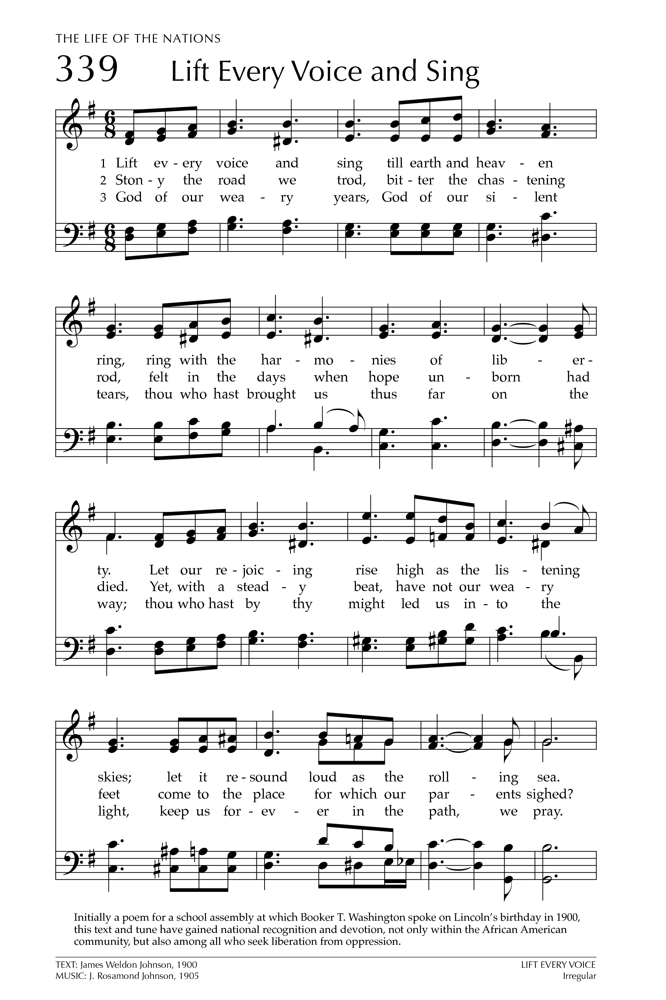 THE LIFE OF THE NATIONS
339 Lift Every Voice and Sing
6
8
1 Lift ev - ery voice and sing till earth and heav - en
2 Ston - y the road we trod, bit - ter the chas - tening
3 God of our wea - ry years, God of our si - lent
6
8
ring, ring with the har - mo - nies of lib - er -
rod, felt in the days when hope un - born had
tears, thou who hast brought us thus far on the
ty. Let our re - joic - ing rise high as the lis - tening
died. Yet, with a stead - y beat, have not our wea - ry
way; thou who hast by thy might led us in - to the
skies; let it re - sound loud as the roll - ing sea.
feet come to the place for which our par - ents sighed?
light, keep us for - ev - er in the path, we pray.
Initially a poem for a school assembly at which Booker T. Washington spoke on Lincoln’s birthday in 1900,
this text and tune have gained national recognition and devotion, not only within the African American
community, but also among all who seek liberation from oppression.
TEXT: James Weldon Johnson, 1900 LIFT EVERY VOICE
MUSIC: J. Rosamond Johnson, 1905 Irregular